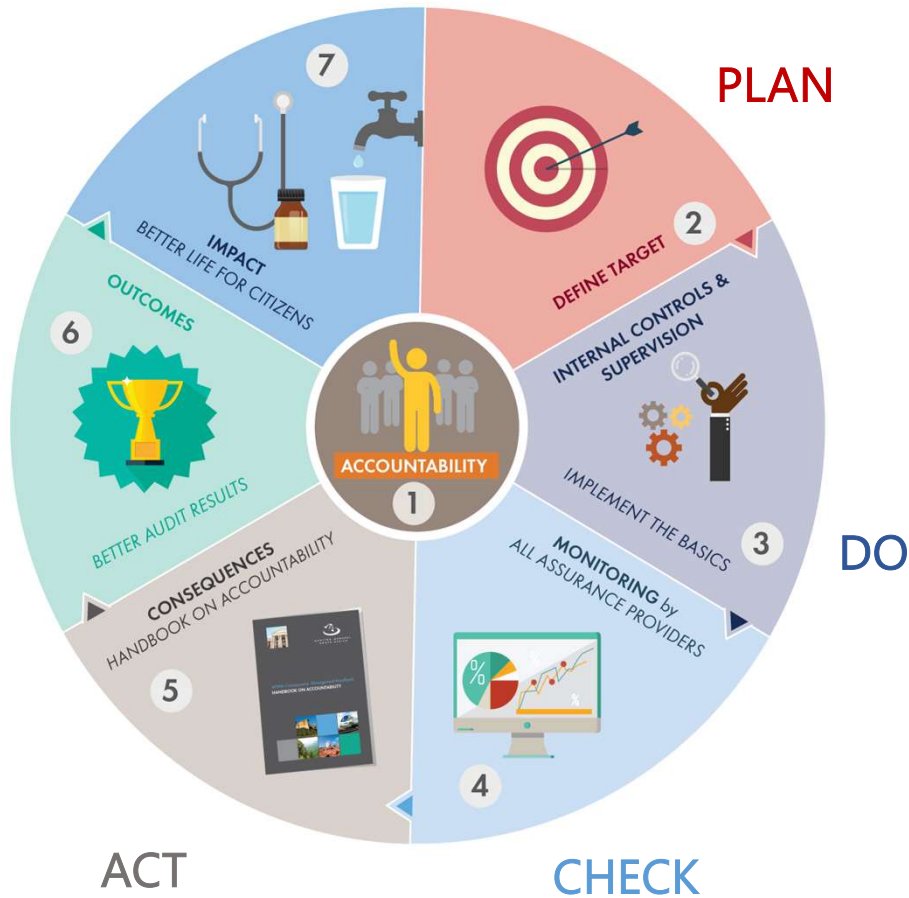 PLAN
DO
CHECK
ACT
ACCOUNTABILITY
1
2
DEFINE TARGET
INTERNAL CONTROLS &
SUPERVISION
IMPLEMENT THE BASICS
3
MONITORING by
ALL ASSURANCE PROVIDERS
%
4
CONSEQUENCES
HANDBOOK ON ACCOUNTABILITY
5
HANDBOOK ON ACCOUNTABILITY
OUTCOMES
6
BETTER AUDIT RESULTS
7
IMPACT
BETTER LIFE FOR CITIZENS